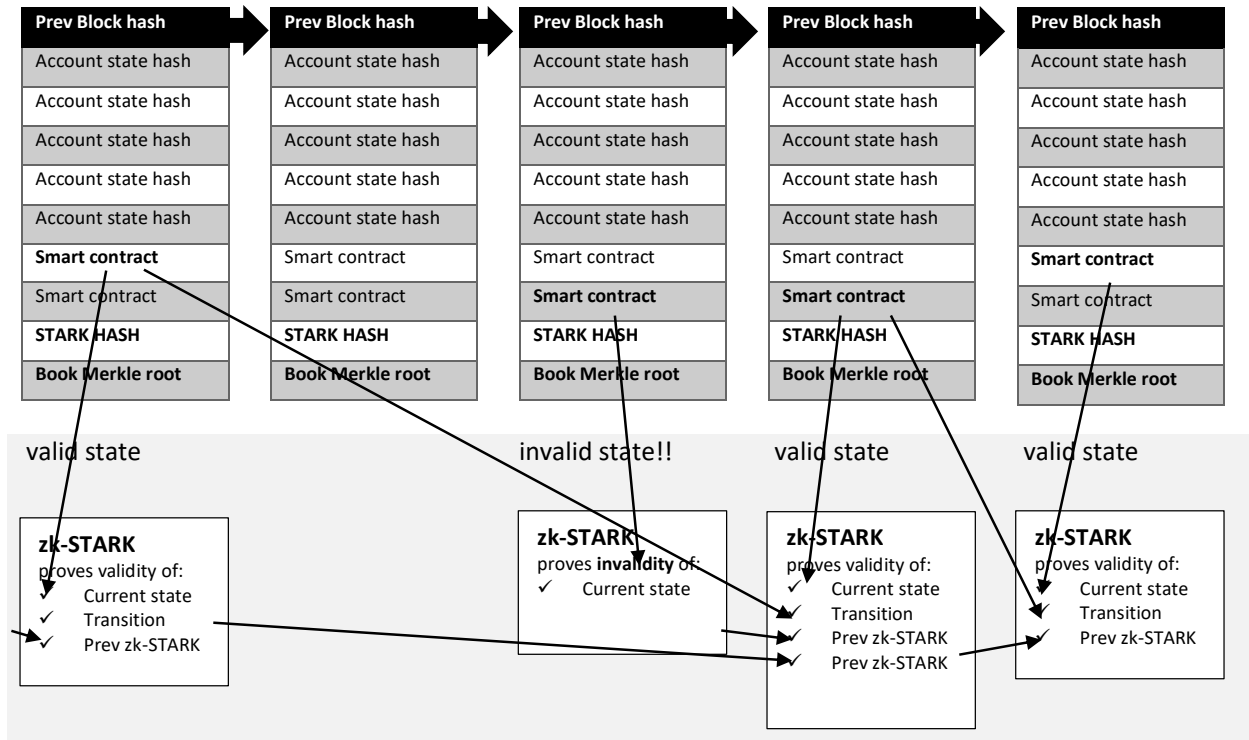 Prev Block hash
Account state hash
Account state hash
Account state hash
Account state hash
Account state hash
Smart contract
Smart contract
STARK HASH
Book Merkle root
Prev Block hash
Account state hash
Account state hash
Account state hash
Account state hash
Account state hash
Smart contract
Smart contract
STARK HASH
Book Merkle root
Prev Block hash
Account state hash
Account state hash
Account state hash
Account state hash
Account state hash
Smart contract
Smart contract
STARK HASH
Book Merkle root
Prev Block hash
Account state hash
Account state hash
Account state hash
Account state hash
Account state hash
Smart contract
Smart contract
STARK HASH
Book Merkle root
Prev Block hash
Account state hash
Account state hash
Account state hash
Account state hash
Account state hash
Smart contract
Smart contract
STARK HASH
Book Merkle root
valid state
zk-STARK
proves validity of:
✓ Current state
✓ Transition
✓ Prev zk-STARK
invalid state!!
zk-STARK
proves invalidity of:
✓ Current state
valid state
zk-STARK
proves validity of:
✓ Current state
✓ Transition
✓ Prev zk-STARK
✓ Prev zk-STARK
valid state
zk-STARK
proves validity of:
✓ Current state
✓ Transition
✓ Prev zk-STARK